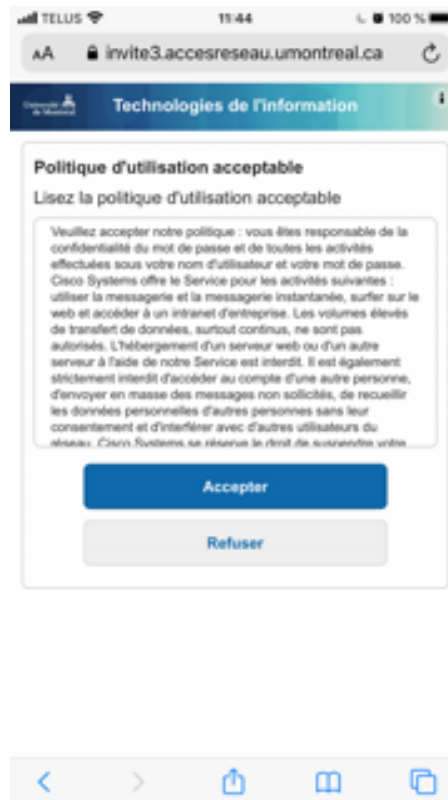 TELUS 11:44 100 %
AA invite3.accesreseau.umontreal.ca
Université de Montréal Technologies de l'information
Politique d'utilisation acceptable
Lisez la politique d'utilisation acceptable
Veuillez accepter notre politique : vous êtes responsable de la
confidentialité du mot de passe et de toutes les activités
effectuées sous votre nom d'utilisateur et votre mot de passe.
Cisco Systems offre le Service pour les activités suivantes :
utiliser la messagerie et la messagerie instantanée, surfer sur le
web et accéder à un intranet d'entreprise. Les volumes élevés
de transfert de données, surtout continus, ne sont pas
autorisés. L'hébergement d'un serveur web ou d'un autre
serveur à l'aide de notre Service est interdit. Il est également
strictement interdit d'accéder au compte d'une autre personne,
d'envoyer en masse des messages non sollicités, de recueillir
les données personnelles d'autres personnes sans leur
consentement et d'interférer avec d'autres utilisateurs du
réseau. Cisco Systems se réserve le droit de suspendre votre
Accepter
Refuser